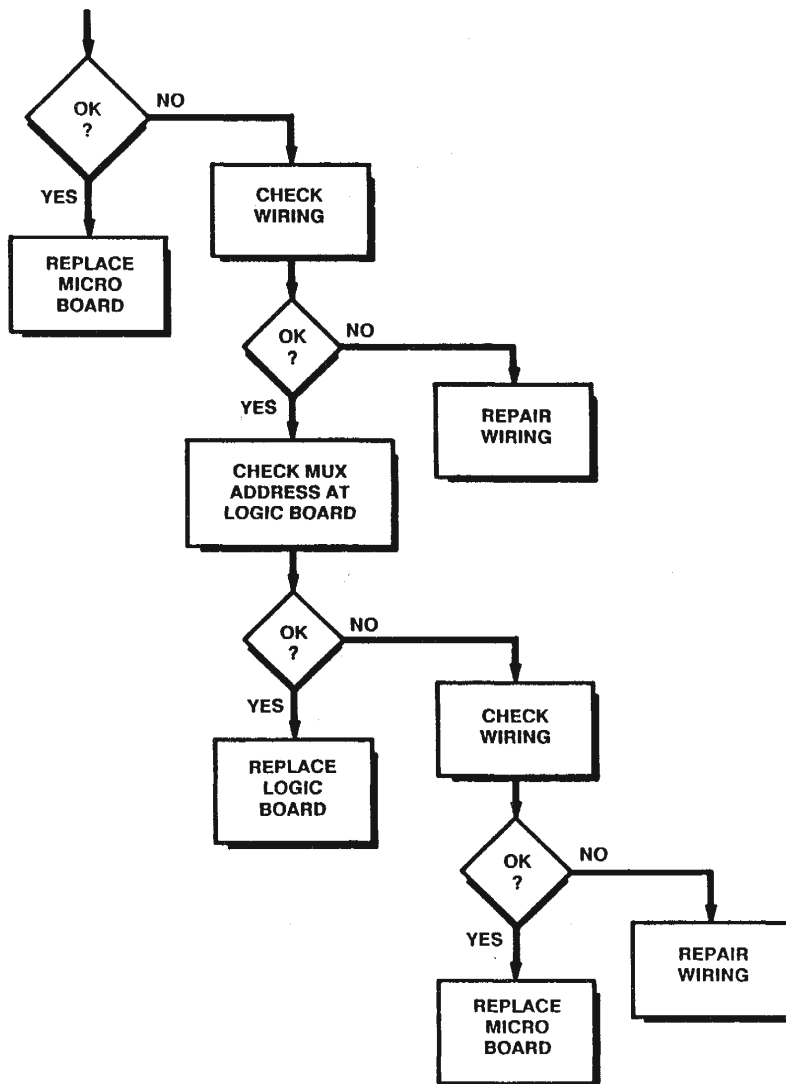 OK
?
NO
YES
CHECK
WIRING
REPLACE
MICRO
BOARD
OK
?
NO
YES
REPAIR
WIRING
CHECK MUX
ADDRESS AT
LOGIC BOARD
OK
?
NO
YES
CHECK
WIRING
REPLACE
LOGIC
BOARD
OK
?
NO
YES
REPAIR
WIRING
REPLACE
MICRO
BOARD